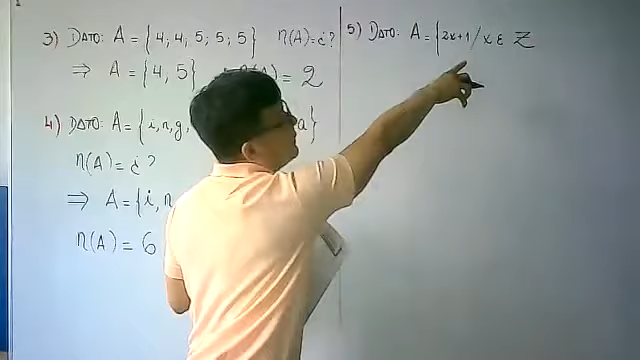 3) DATO: A = {4, 4, 5, 5, 5} n(A)=¿?
⇒ A = {4, 5} = 2
4) DATO: A = {i, n, g, a}
n(A)=¿?
⇒ A = {i, n
n(A) = 6
5) DATO: A = {2x+1/x ∈ Z